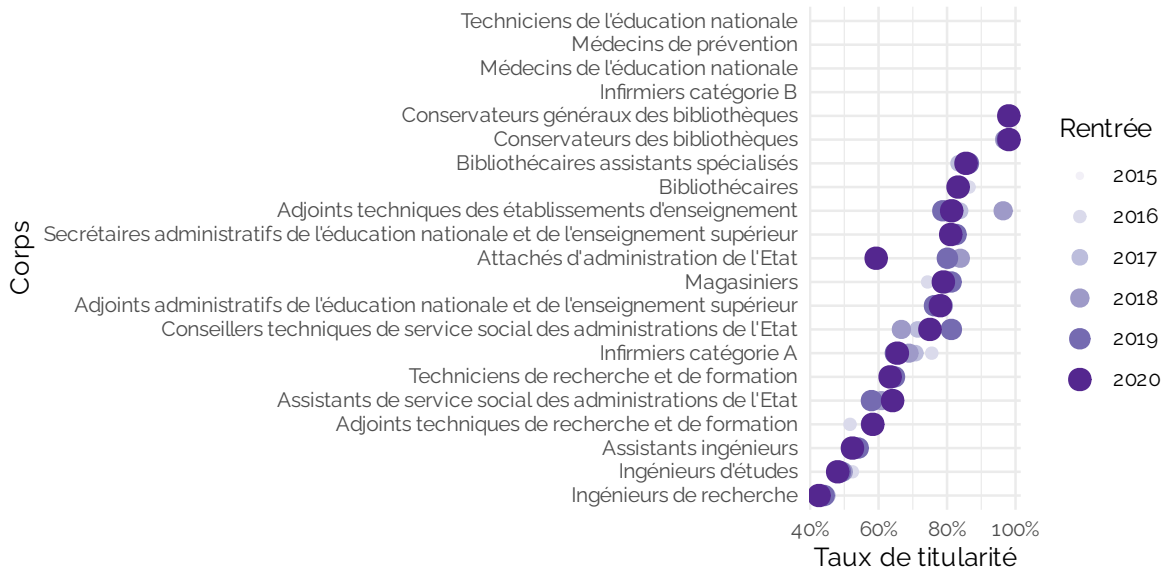 Techniciens de l'éducation nationale
Médecins de prévention
Médecins de l'éducation nationale
Infirmiers catégorie B
Conservateurs généraux des bibliothèques
Conservateurs des bibliothèques
Bibliothécaires assistants spécialisés
Bibliothécaires
Adjoints techniques des établissements d'enseignement
Secrétaires administratifs de l'éducation nationale et de l'enseignement supérieur
Attachés d'administration de l'Etat
Magasiniers
Adjoints administratifs de l'éducation nationale et de l'enseignement supérieur
Conseillers techniques de service social des administrations de l'Etat
Infirmiers catégorie A
Techniciens de recherche et de formation
Assistants de service social des administrations de l'Etat
Adjoints techniques de recherche et de formation
Assistants ingénieurs
Ingénieurs d'études
Ingénieurs de recherche
Corps
40% 60% 80% 100%
Taux de titularité
Rentrée
2015
2016
2017
2018
2019
2020